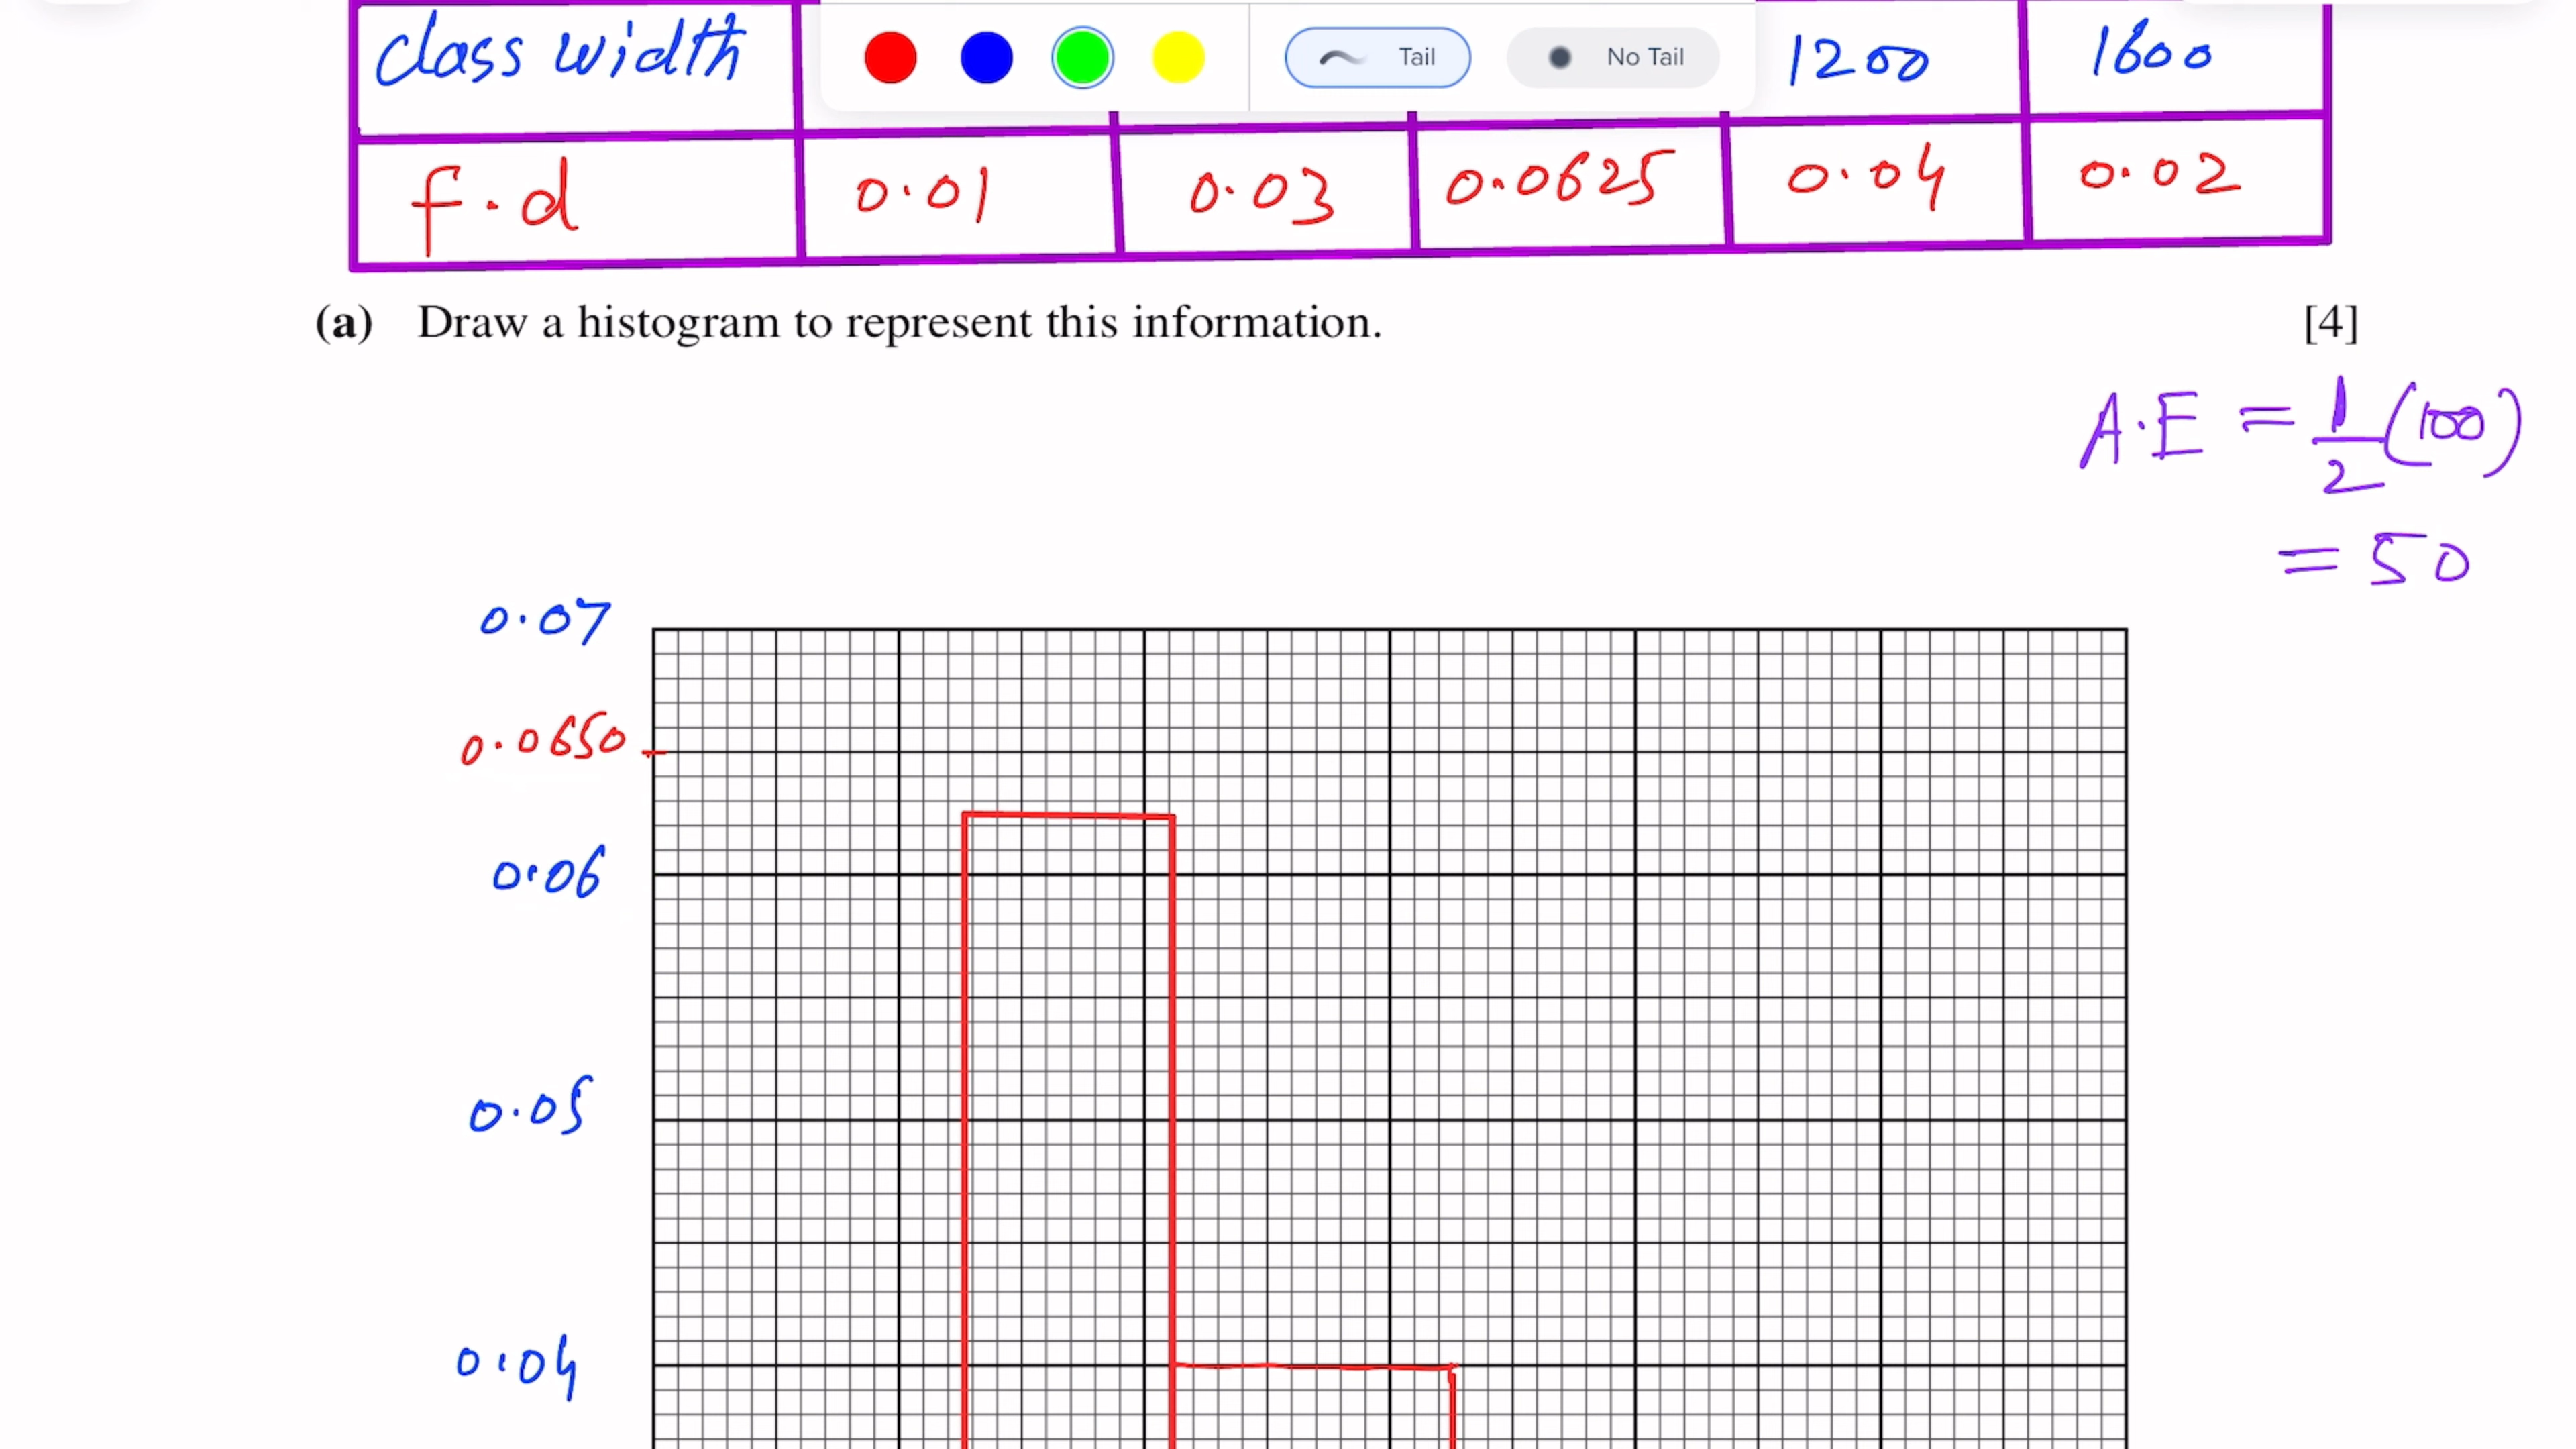 Tail No Tail
class width 1200 1600
f.d 0.01 0.03 0.0625 0.04 0.02
(a) Draw a histogram to represent this information. [4]
A.E = 1/2 (100)
= 50
0.07
0.0650
0.06
0.05
0.04